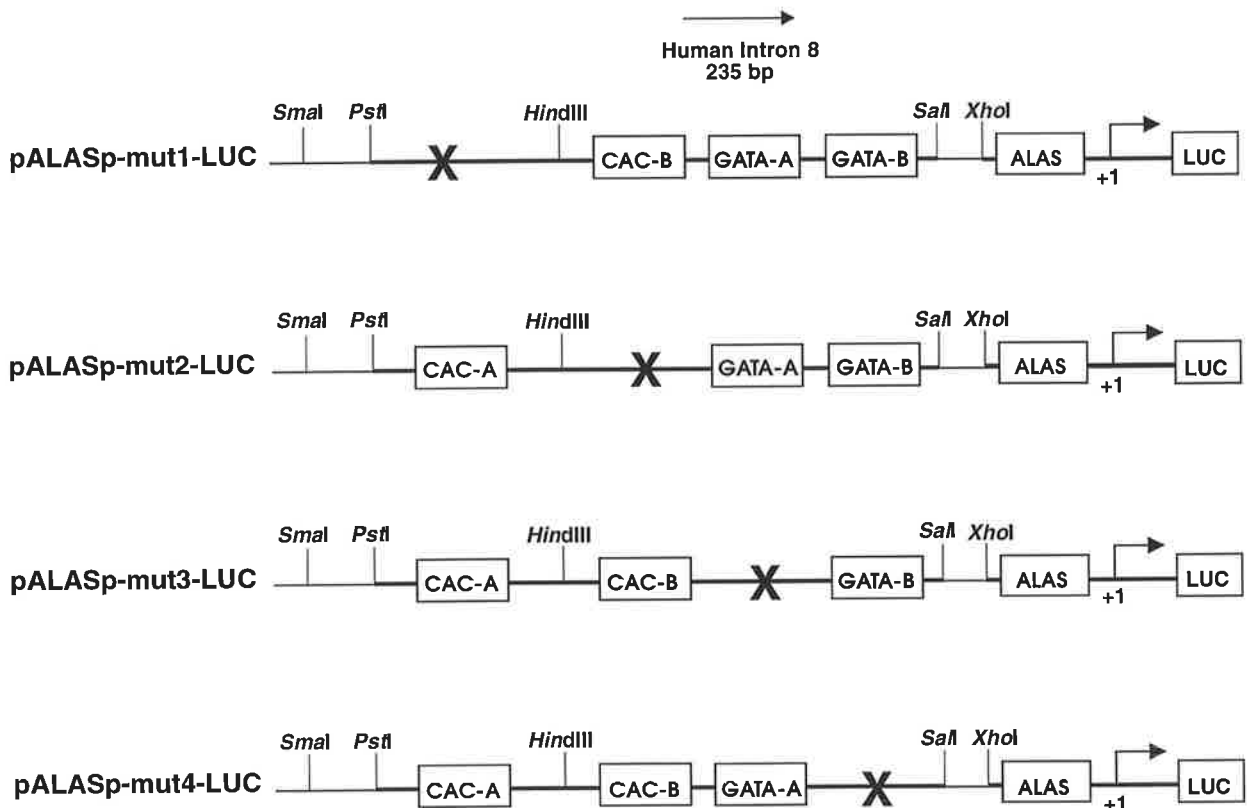 Human Intron 8
235 bp
SmaI PstI HindIII SalI XhoI
pALASp-mut1-LUC X CAC-B GATA-A GATA-B ALAS +1 LUC
SmaI PstI HindIII SalI XhoI
pALASp-mut2-LUC CAC-A X GATA-A GATA-B ALAS +1 LUC
SmaI PstI HindIII SalI XhoI
pALASp-mut3-LUC CAC-A CAC-B X GATA-B ALAS +1 LUC
SmaI PstI HindIII SalI XhoI
pALASp-mut4-LUC CAC-A CAC-B GATA-A X ALAS +1 LUC